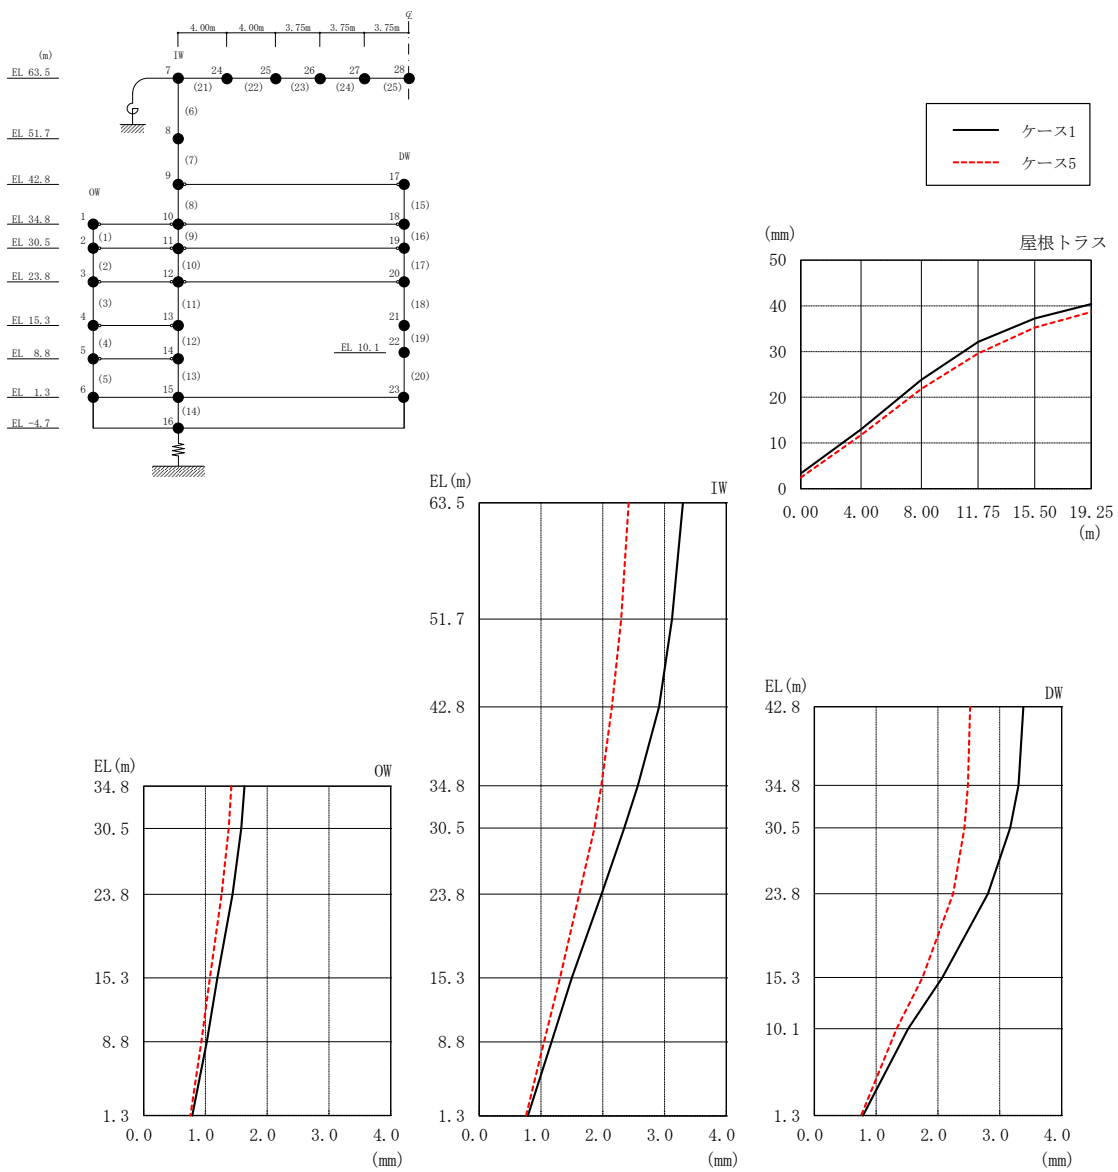 ℄
4.00m 4.00m 3.75m 3.75m 3.75m
(m)
IW
EL 63.5 7 24 25 26 27 28
(21) (22) (23) (24) (25)
(6)
EL 51.7 8
(7)
DW
EL 42.8 9 17
OW
(8) (15)
EL 34.8 1 10 18
(1) (9) (16)
EL 30.5 2 11 19
(2) (10) (17)
EL 23.8 3 12 20
(3) (11) (18)
EL 15.3 4 13 21
(4) (12) (19)
EL 8.8 5 14 EL 10.1 22
(5) (13) (20)
EL 1.3 6 15 23
(14)
EL -4.7 16
ケース1
ケース5
(mm) 屋根トラス
50
40
30
20
10
0
0.00 4.00 8.00 11.75 15.50 19.25
(m)
EL(m) IW
63.5
51.7
42.8
34.8
30.5
23.8
15.3
8.8
1.3
0.0 1.0 2.0 3.0 4.0
(mm)
EL(m) DW
42.8
34.8
30.5
23.8
15.3
10.1
1.3
0.0 1.0 2.0 3.0 4.0
(mm)
EL(m) OW
34.8
30.5
23.8
15.3
8.8
1.3
0.0 1.0 2.0 3.0 4.0
(mm)